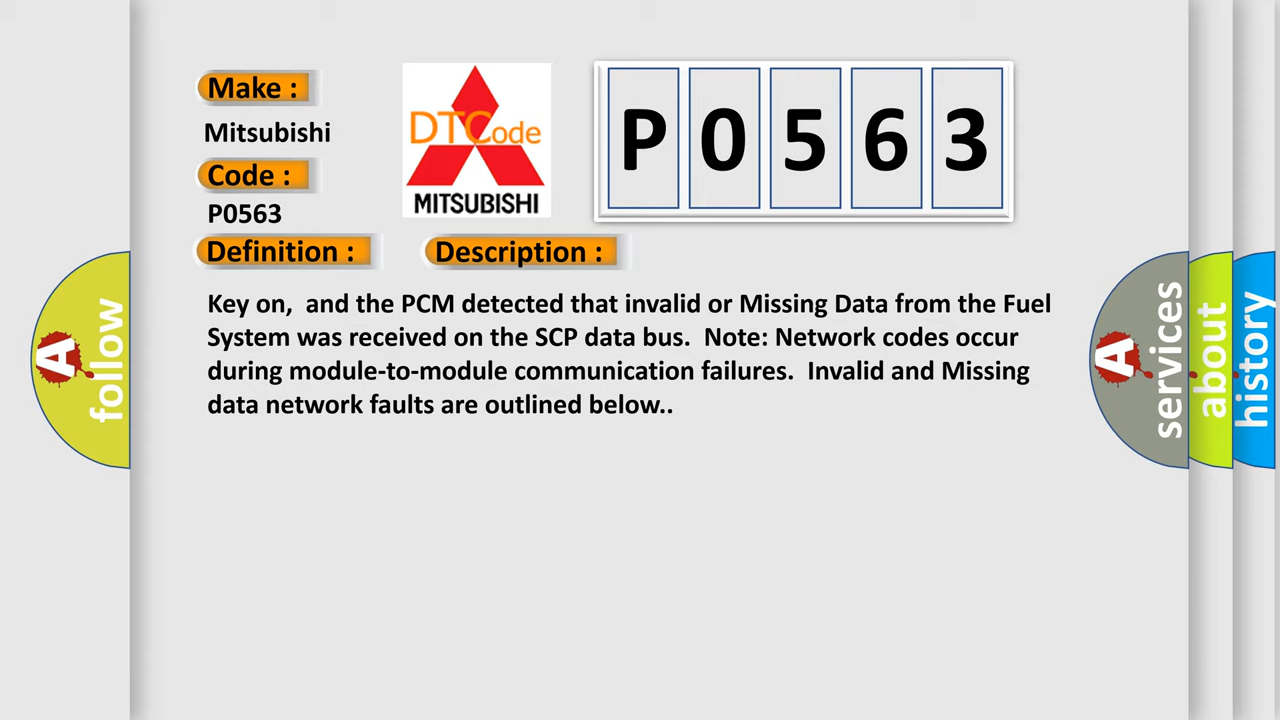 Make :
Mitsubishi
Code :
P0563
Definition :
Description :
DTCode
MITSUBISHI
P 0 5 6 3
Key on,  and the PCM detected that invalid or Missing Data from the Fuel
System was received on the SCP data bus  Note: Network codes occur
during module-to-module communication failures  Invalid and Missing
data network faults are outlined below..
A
follow
A
services
about
history